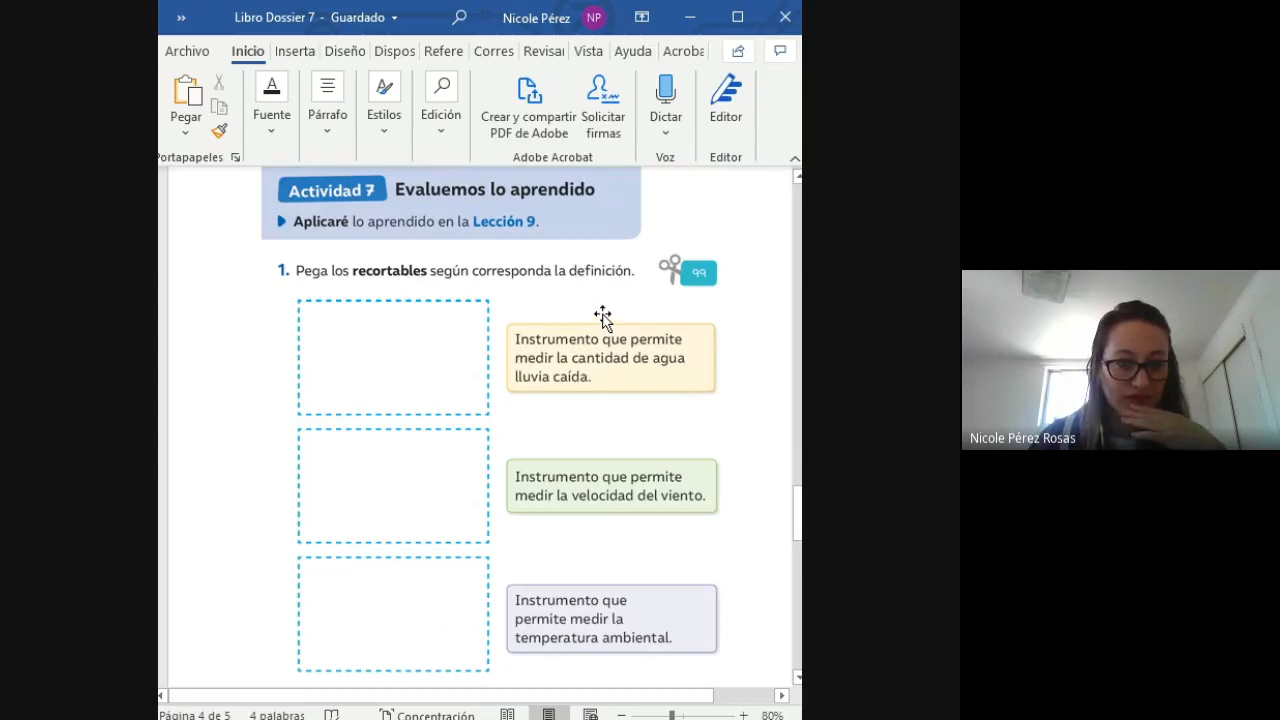 » Libro Dossier 7 - Guardado Nicole Pérez NP
Archivo Inicio Inserta Diseño Dispos Refere Corres Revisar Vista Ayuda Acroba
Pegar Fuente Párrafo Estilos Edición Crear y compartir PDF de Adobe Solicitar firmas Dictar Editor
Portapapeles Adobe Acrobat Voz Editor
Actividad 7 Evaluemos lo aprendido
Aplicaré lo aprendido en la Lección 9.
1. Pega los recortables según corresponda la definición. 99
Instrumento que permite
medir la cantidad de agua
lluvia caída.
Instrumento que permite
medir la velocidad del viento.
Instrumento que
permite medir la
temperatura ambiental.
Nicole Pérez Rosas
Página 4 de 5 4 palabras Concentración 80%